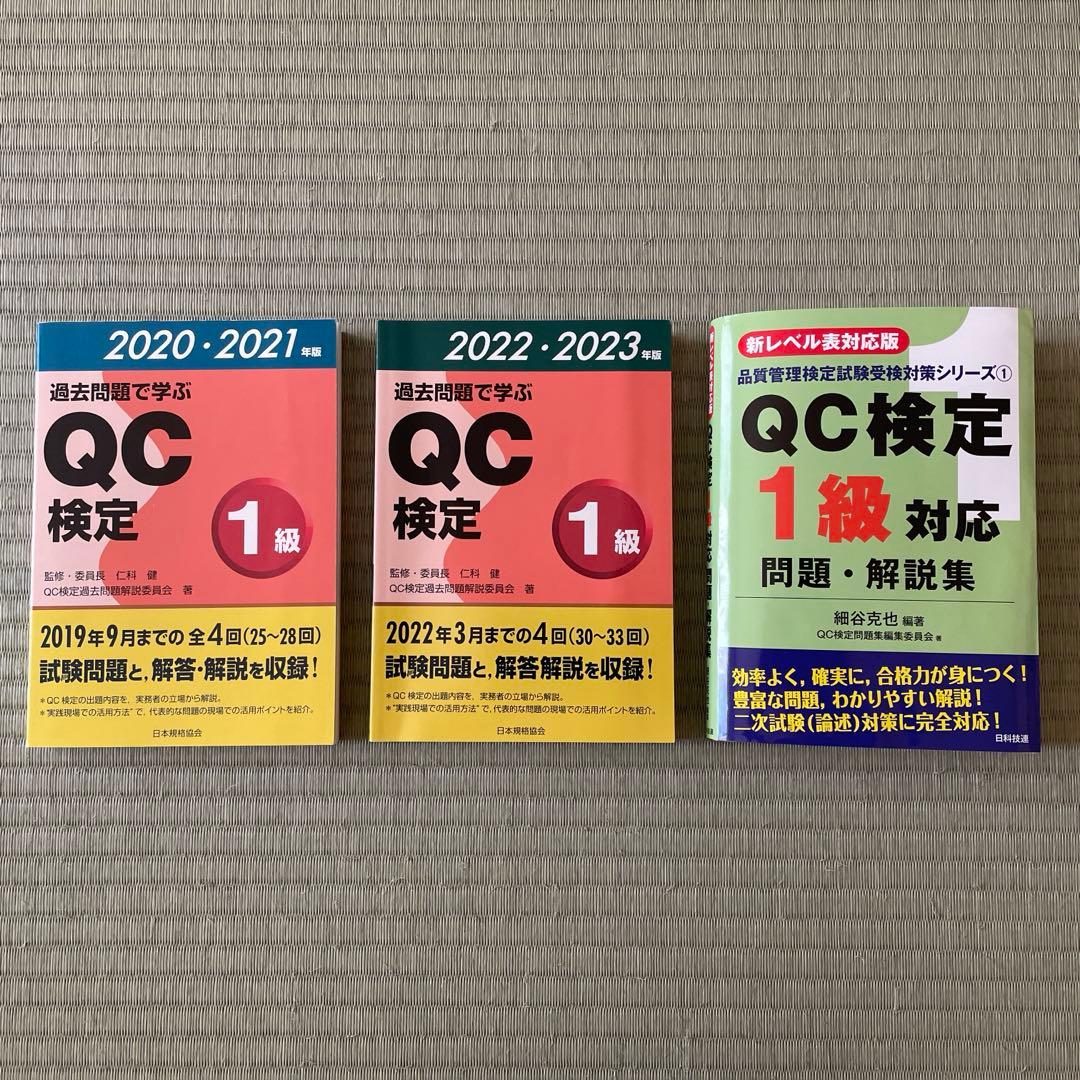 2020・2021年版
過去問題で学ぶ
QC
検定
1級
監修・委員長 仁科 健
QC検定過去問題解説委員会 著
2019年9月までの 全4回(25～28回)
試験問題と,解答・解説を収録!
*QC検定の出題内容を,実務者の立場から解説。
*"実践現場での活用方法"で,代表的な問題の現場での活用ポイントを紹介。
日本規格協会
2022・2023年版
過去問題で学ぶ
QC
検定
1級
監修・委員長 仁科 健
QC検定過去問題解説委員会 著
2022年3月までの4回(30～33回)
試験問題と,解答解説を収録!
*QC検定の出題内容を,実務者の立場から解説。
*"実践現場での活用方法"で,代表的な問題の現場での活用ポイントを紹介。
日本規格協会
新レベル表対応版
品質管理検定試験受検対策シリーズ①
QC検定
1級 対応
問題・解説集
細谷克也 編著
QC検定問題集編集委員会 著
効率よく,確実に,合格力が身につく!
豊富な問題,わかりやすい解説!
二次試験(論述)対策に完全対応!
日科技連